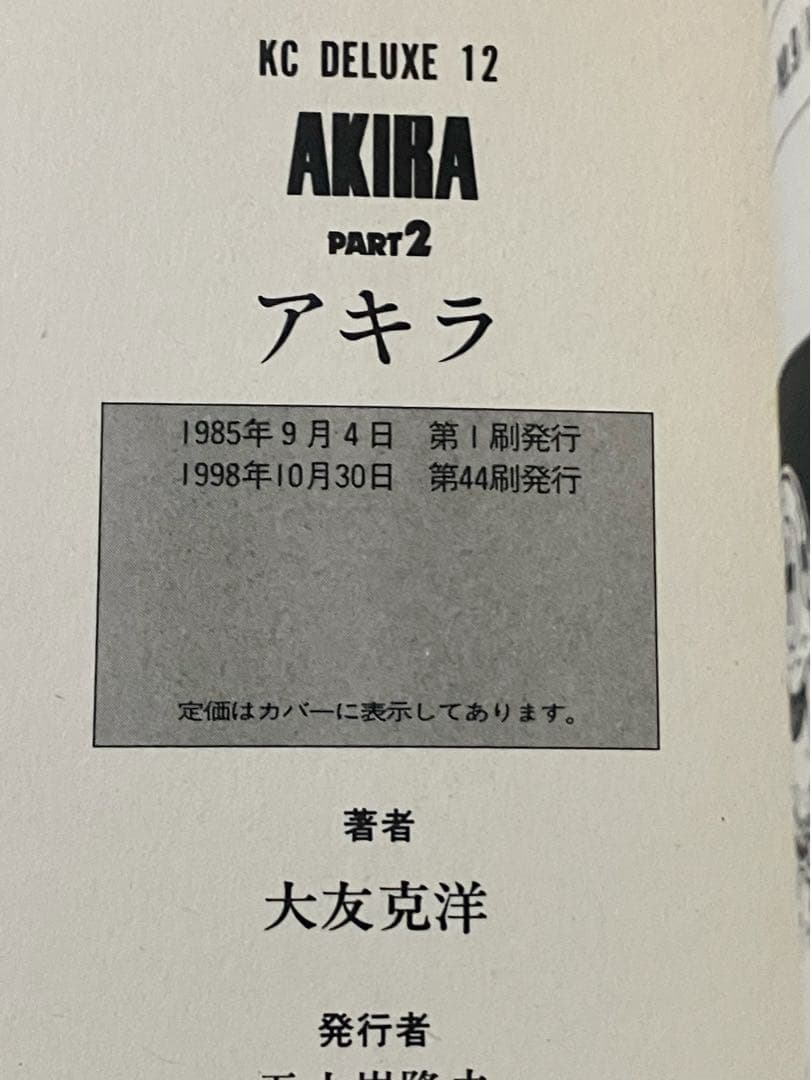 KC DELUXE 12
AKIRA
PART2
アキラ
1985年9月4日 第1刷発行
1998年10月30日 第44刷発行
定価はカバーに表示してあります。
著者
大友克洋
発行者